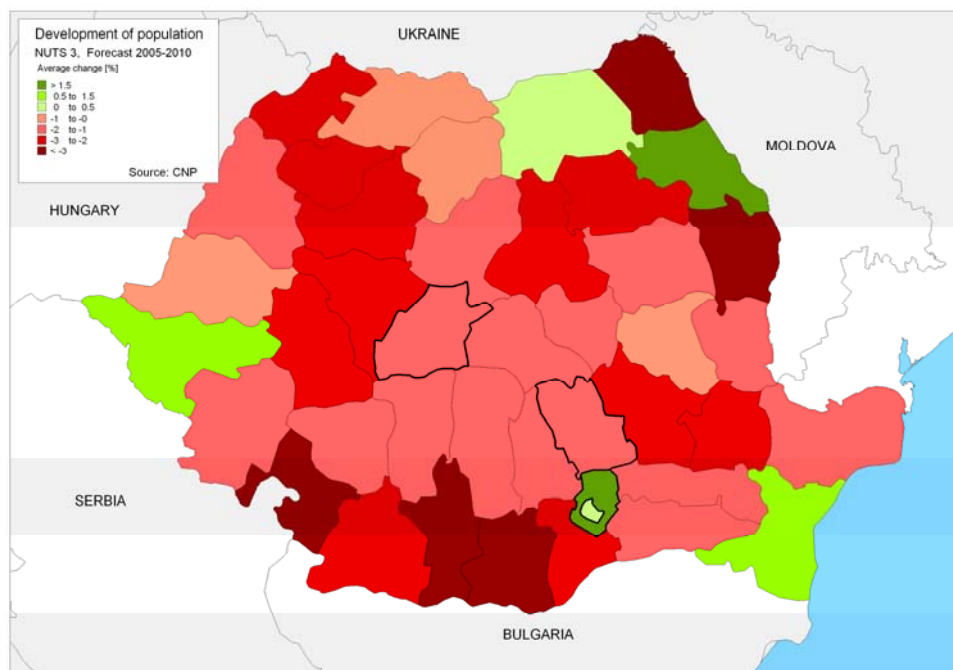 Development of population
NUTS 3, Forecast 2005-2010
Average change [%]
> 1.5
0.5 to 1.5
0 to 0.5
-1 to -0
-2 to -1
-3 to -2
< -3
Source: CNP
UKRAINE
MOLDOVA
HUNGARY
SERBIA
BULGARIA